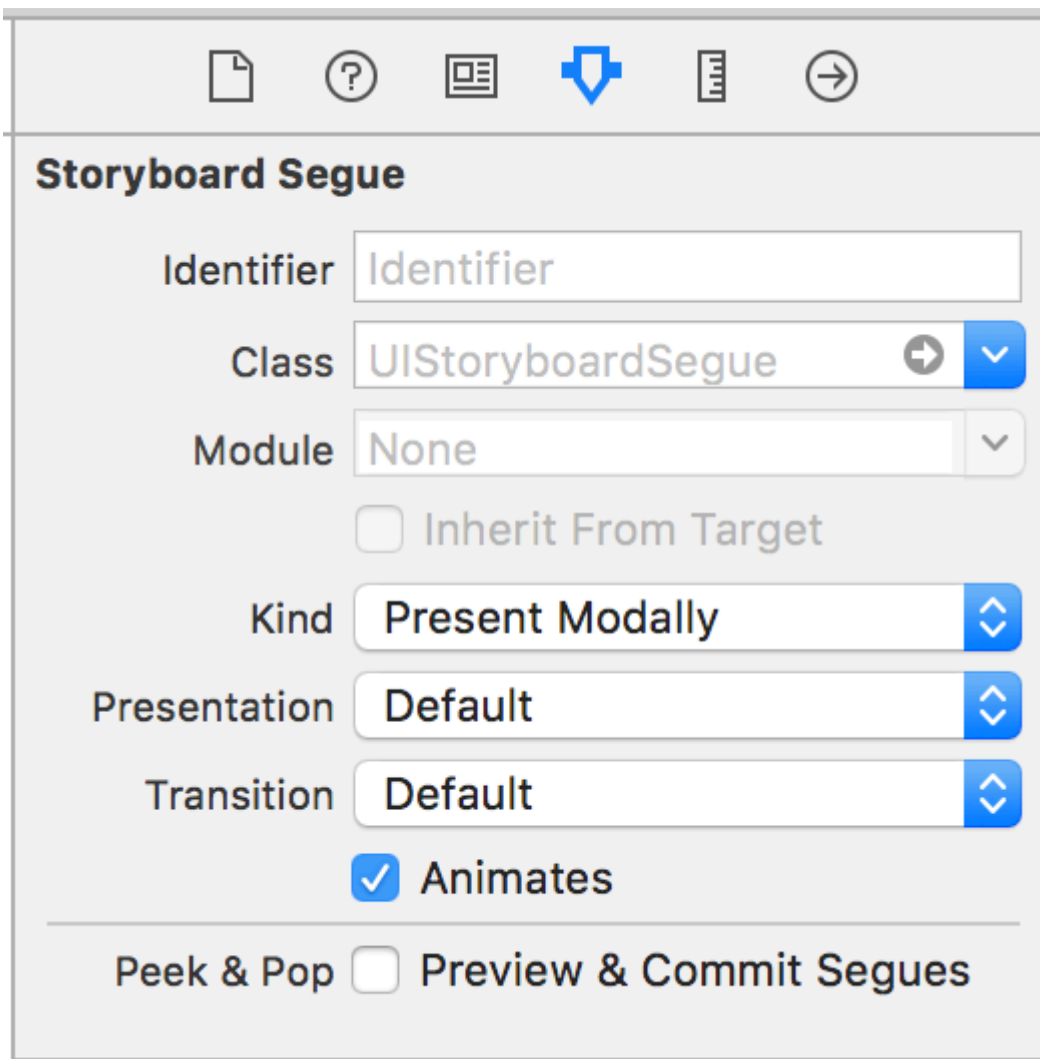 Storyboard Segue
Identifier Identifier
Class UIStoryboardSegue
Module None
Inherit From Target
Kind Present Modally
Presentation Default
Transition Default
Animates
Peek & Pop Preview & Commit Segues